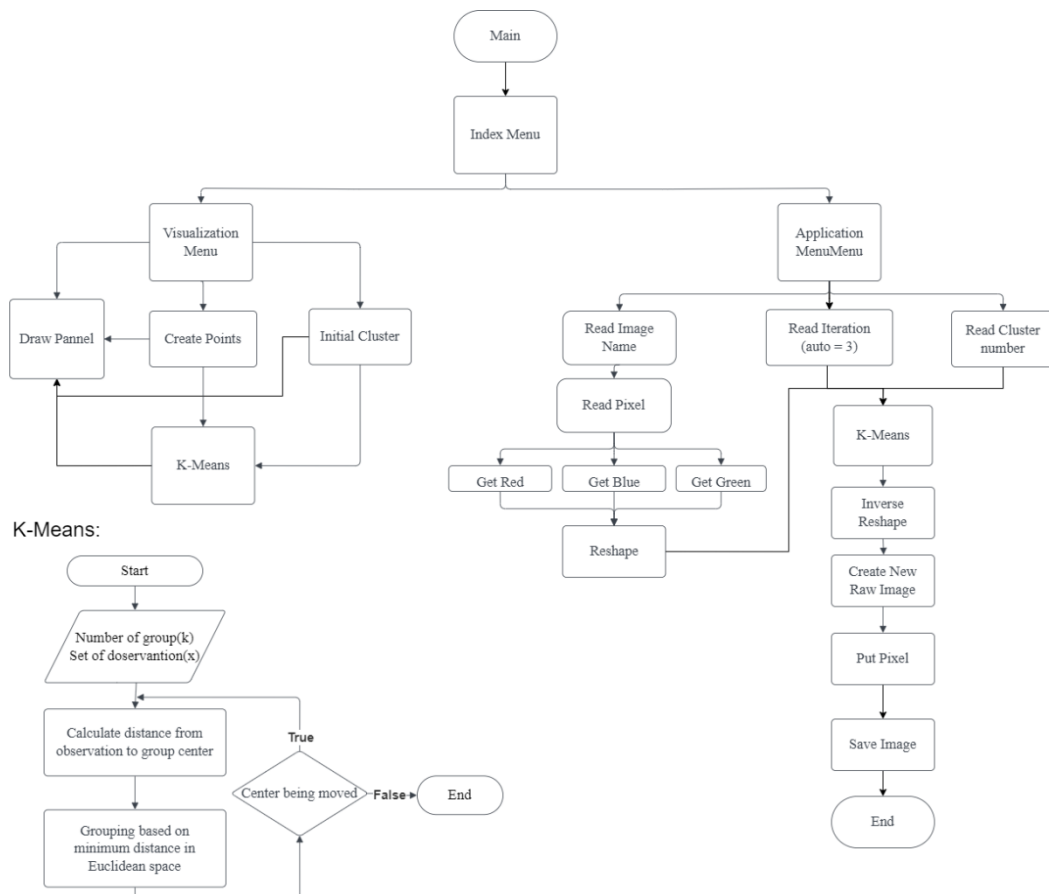 Main
Index Menu
Visualization
Menu
Application
MenuMenu
Draw Pannel
Create Points
Initial Cluster
Read Image
Name
Read Iteration
(auto = 3)
Read Cluster
number
Read Pixel
K-Means
K-Means
Get Red
Get Blue
Get Green
Inverse
Reshape
Reshape
Create New
Raw Image
Put Pixel
Save Image
End
K-Means:
Start
Number of group(k)
Set of doservantion(x)
Calculate distance from
observation to group center
True
Center being moved
False
End
Grouping based on
minimum distance in
Euclidean space